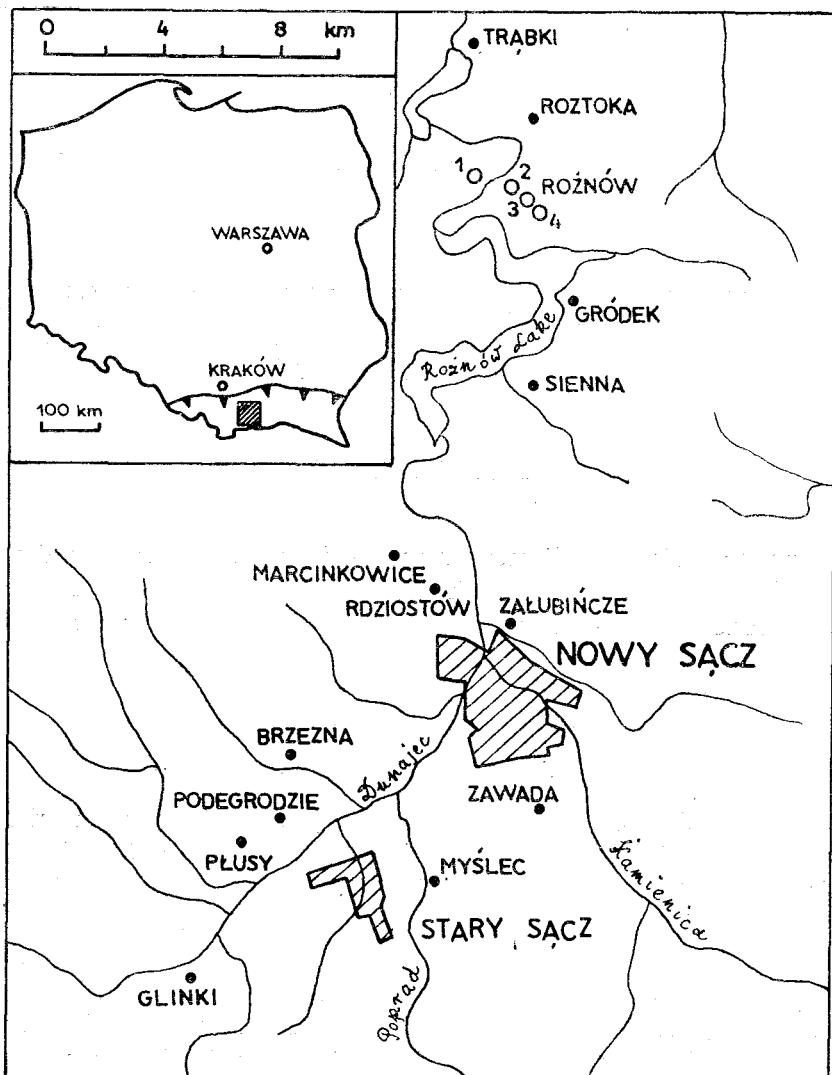 0 4 8 km
WARSZAWA
KRAKÓW
100 km
TRĄBKI
ROZTOKA
1
2
ROŻNÓW
3
4
GRÓDEK
Rożnów Lake
SIENNA
MARCINKOWICE
RDZIOSTÓW
ZAŁUBIŃCZE
NOWY SĄCZ
BRZEZNA
Dunajec
PODEGRODZIE
ZAWADA
PŁUSY
MYŚLEC
Kamienica
STARY SĄCZ
GLINKI
Poprad